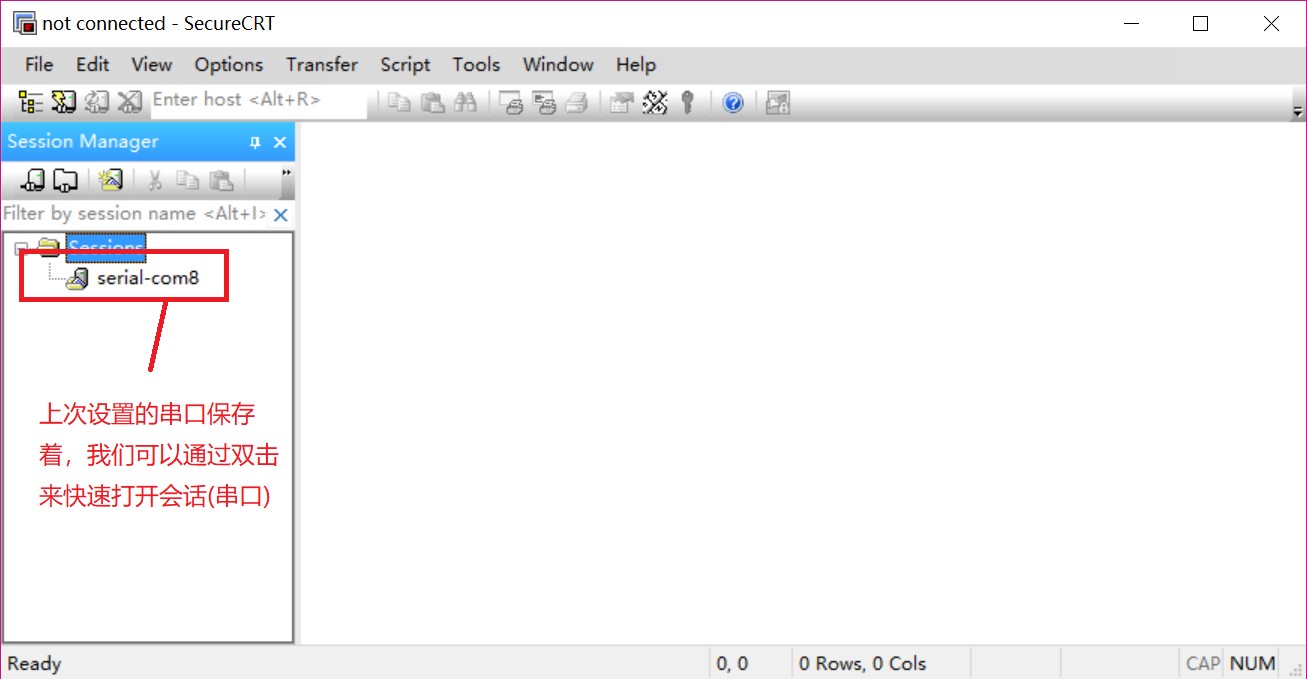 not connected - SecureCRT
File Edit View Options Transfer Script Tools Window Help
Enter host <Alt+R>
Session Manager
Filter by session name <Alt+I>
Sessions
serial-com8
上次设置的串口保存
着，我们可以通过双击
来快速打开会话(串口)
Ready 0, 0 0 Rows, 0 Cols CAP NUM